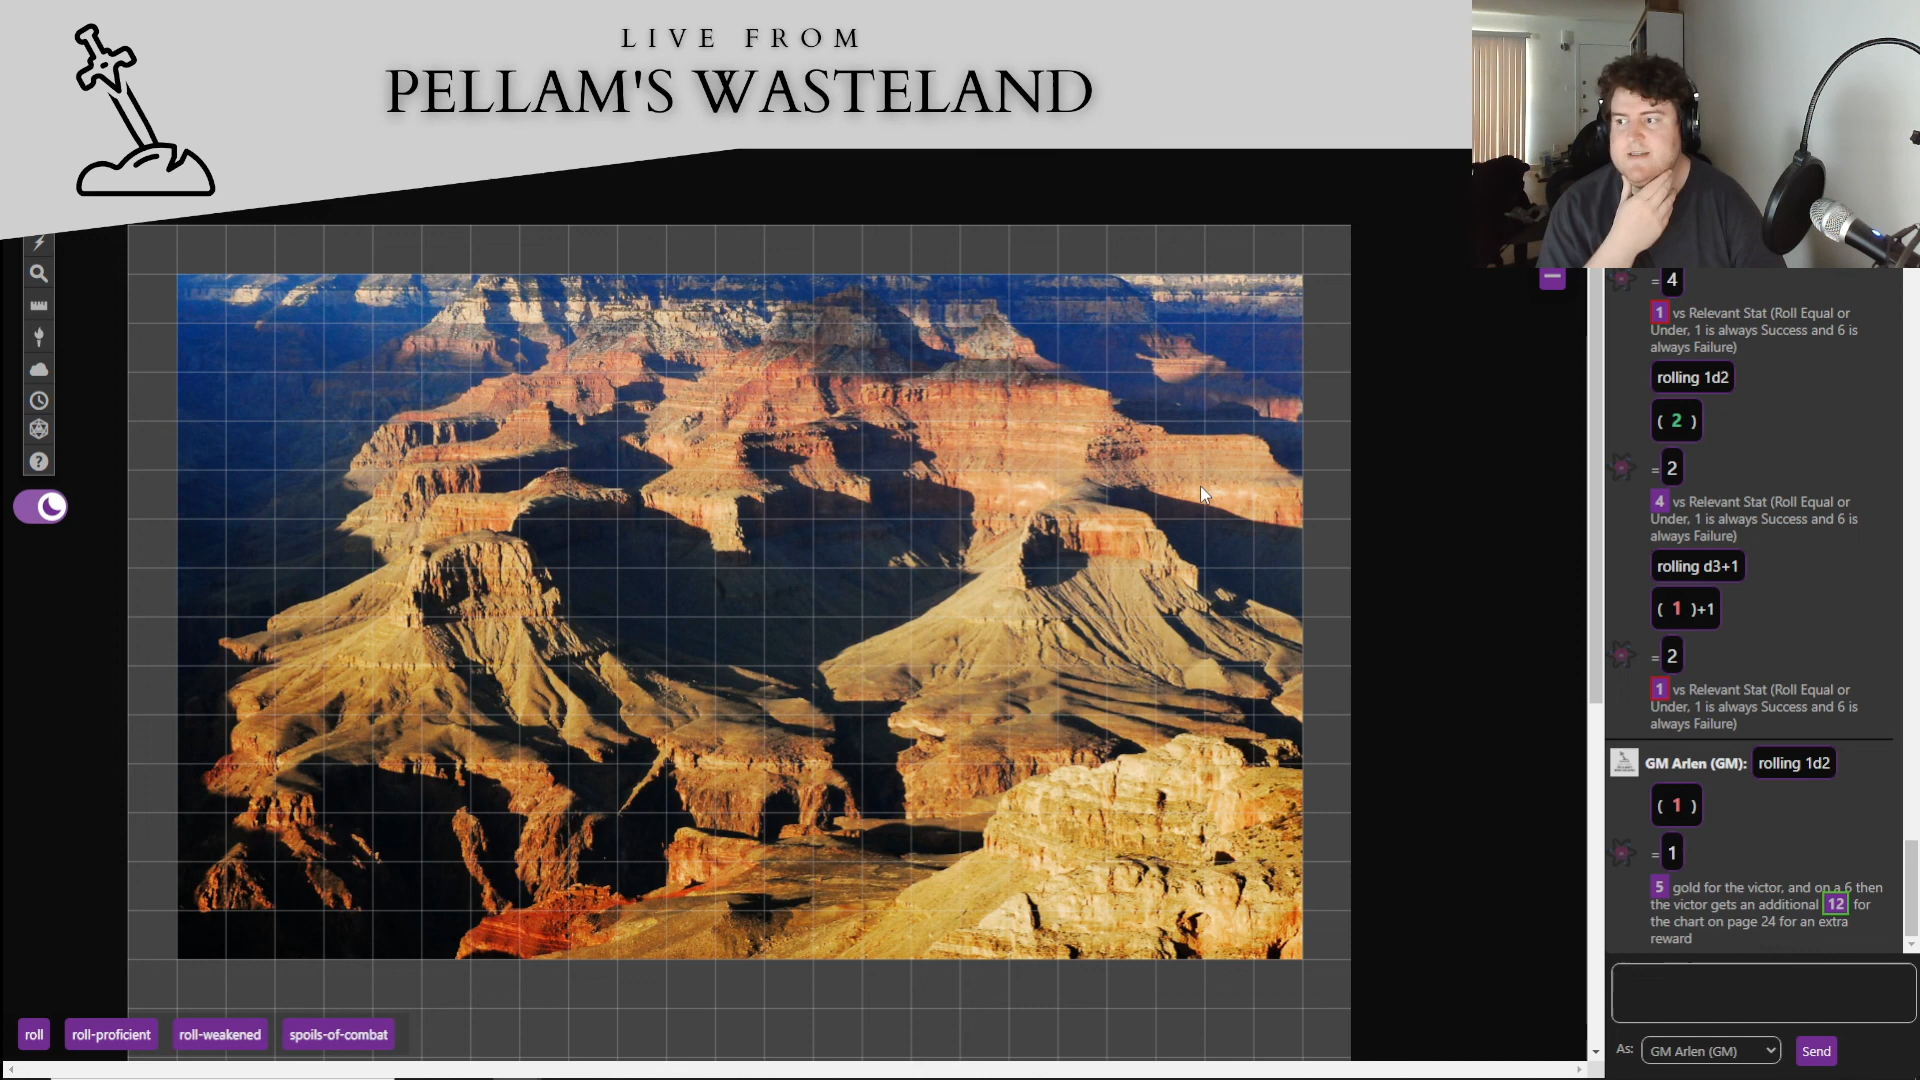 LIVE FROM
PELLAM'S WASTELAND
= 4
1 vs Relevant Stat (Roll Equal or
Under, 1 is always Success and 6 is
always Failure)
rolling 1d2
( 2 )
= 2
4 vs Relevant Stat (Roll Equal or
Under, 1 is always Success and 6 is
always Failure)
rolling d3+1
( 1 )+1
= 2
1 vs Relevant Stat (Roll Equal or
Under, 1 is always Success and 6 is
always Failure)
GM Arlen (GM): rolling 1d2
( 1 )
= 1
5 gold for the victor, and on a 6 then
the victor gets an additional 12 for
the chart on page 24 for an extra
reward
roll
roll-proficient
roll-weakened
spoils-of-combat
As: GM Arlen (GM)
Send